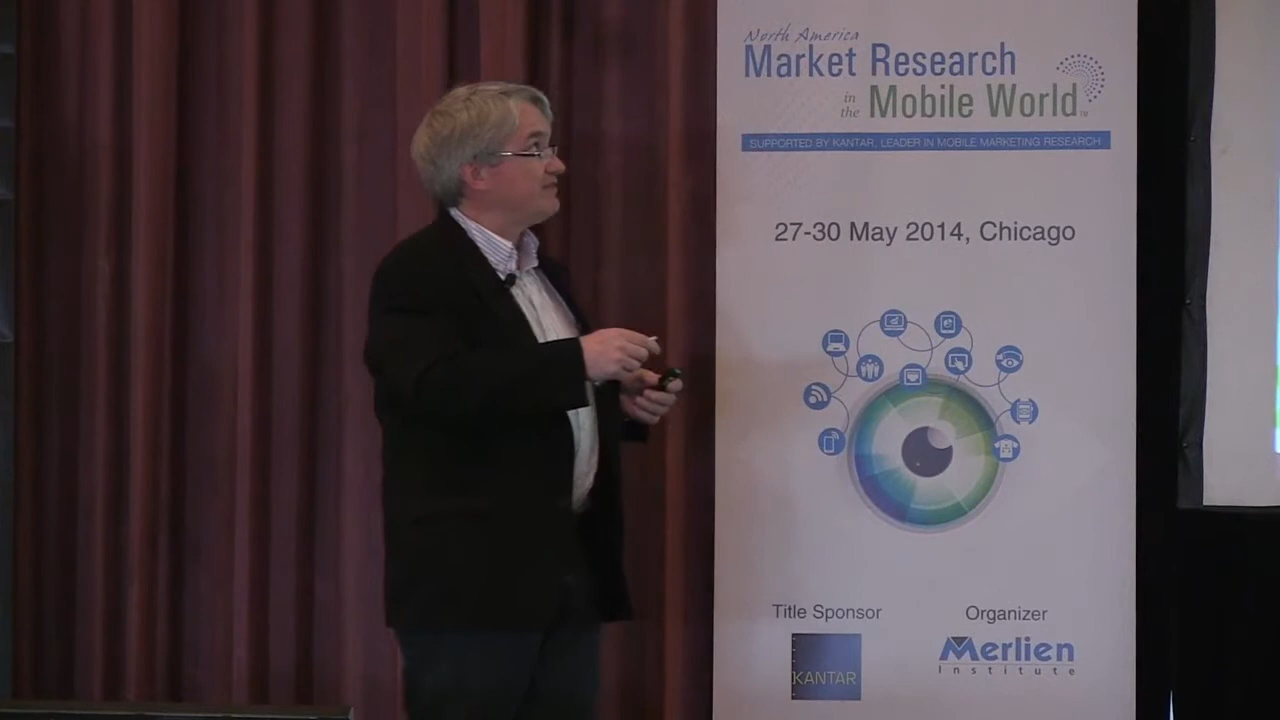 North America
Market Research
in the Mobile World™
SUPPORTED BY KANTAR, LEADER IN MOBILE MARKETING RESEARCH
27-30 May 2014, Chicago
Title Sponsor
Organizer
KANTAR
Merlien
Institute